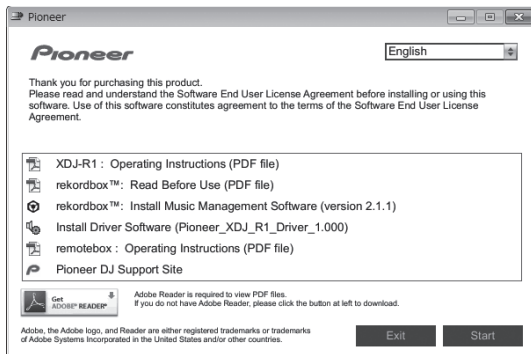 Pioneer
Pioneer
English
Thank you for purchasing this product.
Please read and understand the Software End User License Agreement before installing or using this
software. Use of this software constitutes agreement to the terms of the Software End User License
Agreement.
XDJ-R1 : Operating Instructions (PDF file)
rekordbox™: Read Before Use (PDF file)
rekordbox™: Install Music Management Software (version 2.1.1)
Install Driver Software (Pioneer_XDJ_R1_Driver_1.000)
remotebox : Operating Instructions (PDF file)
Pioneer DJ Support Site
Get
ADOBE® READER®
Adobe Reader is required to view PDF files.
If you do not have Adobe Reader, please click the button at left to download.
Adobe, the Adobe logo, and Reader are either registered trademarks or trademarks
of Adobe Systems Incorporated in the United States and/or other countries.
Exit
Start